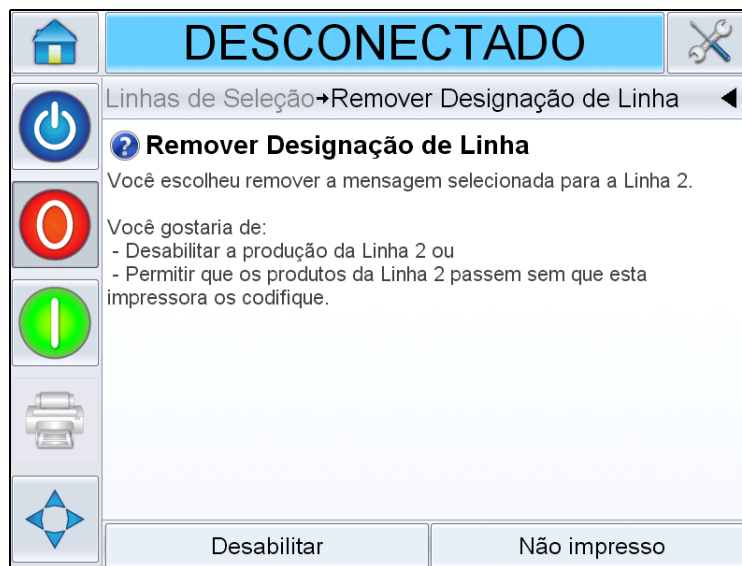 DESCONECTADO
Linhas de Seleção→Remover Designação de Linha
Remover Designação de Linha
Você escolheu remover a mensagem selecionada para a Linha 2.
Você gostaria de:
- Desabilitar a produção da Linha 2 ou
- Permitir que os produtos da Linha 2 passem sem que esta
impressora os codifique.
Desabilitar
Não impresso